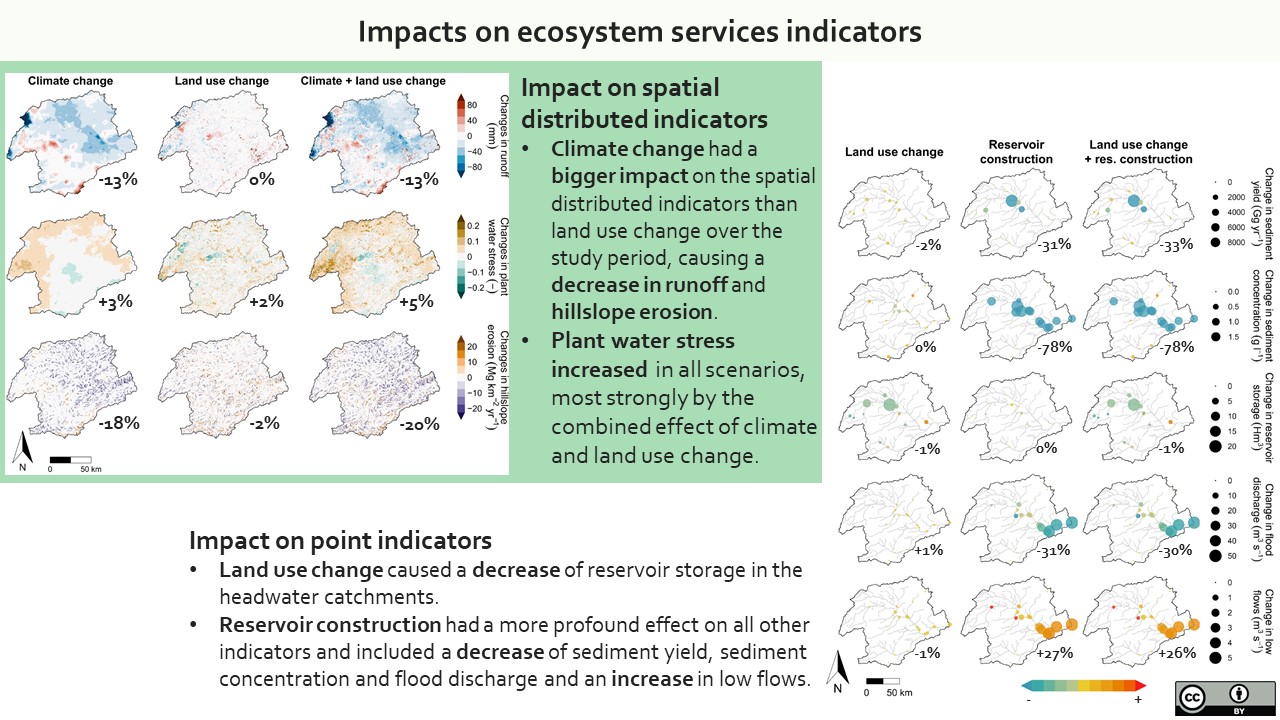 Impacts on ecosystem services indicators
Climate change
Land use change
Climate + land use change
-13%
0%
-13%
80
40
0
−40
−80
Changes in runoff
(mm)
+3%
+2%
+5%
0.2
0.1
0
−0.1
−0.2
Changes in plant
water stress (−)
-18%
-2%
-20%
20
10
0
−10
−20
Changes in hillslope
erosion (Mg km⁻² yr⁻¹)
N
0 50 km
Impact on spatial
distributed indicators
• Climate change had a
bigger impact on the spatial
distributed indicators than
land use change over the
study period, causing a
decrease in runoff and
hillslope erosion.
• Plant water stress
increased in all scenarios,
most strongly by the
combined effect of climate
and land use change.
Impact on point indicators
• Land use change caused a decrease of reservoir storage in the
headwater catchments.
• Reservoir construction had a more profound effect on all other
indicators and included a decrease of sediment yield, sediment
concentration and flood discharge and an increase in low flows.
Land use change
Reservoir
construction
Land use change
+ res. construction
-2%
-31%
-33%
0
2000
4000
6000
8000
Change in sediment
yield (Gg yr⁻¹)
0%
-78%
-78%
0.0
0.5
1.0
1.5
Change in sediment
concentration (g l⁻¹)
-1%
0%
-1%
0
5
10
15
20
Change in reservoir
storage (Hm³)
+1%
-31%
-30%
0
10
20
30
40
50
Change in flood
discharge (m³ s⁻¹)
-1%
+27%
+26%
0
1
2
3
4
5
Change in low
flows (m³ s⁻¹)
N
0 50 km
- +
CC
BY